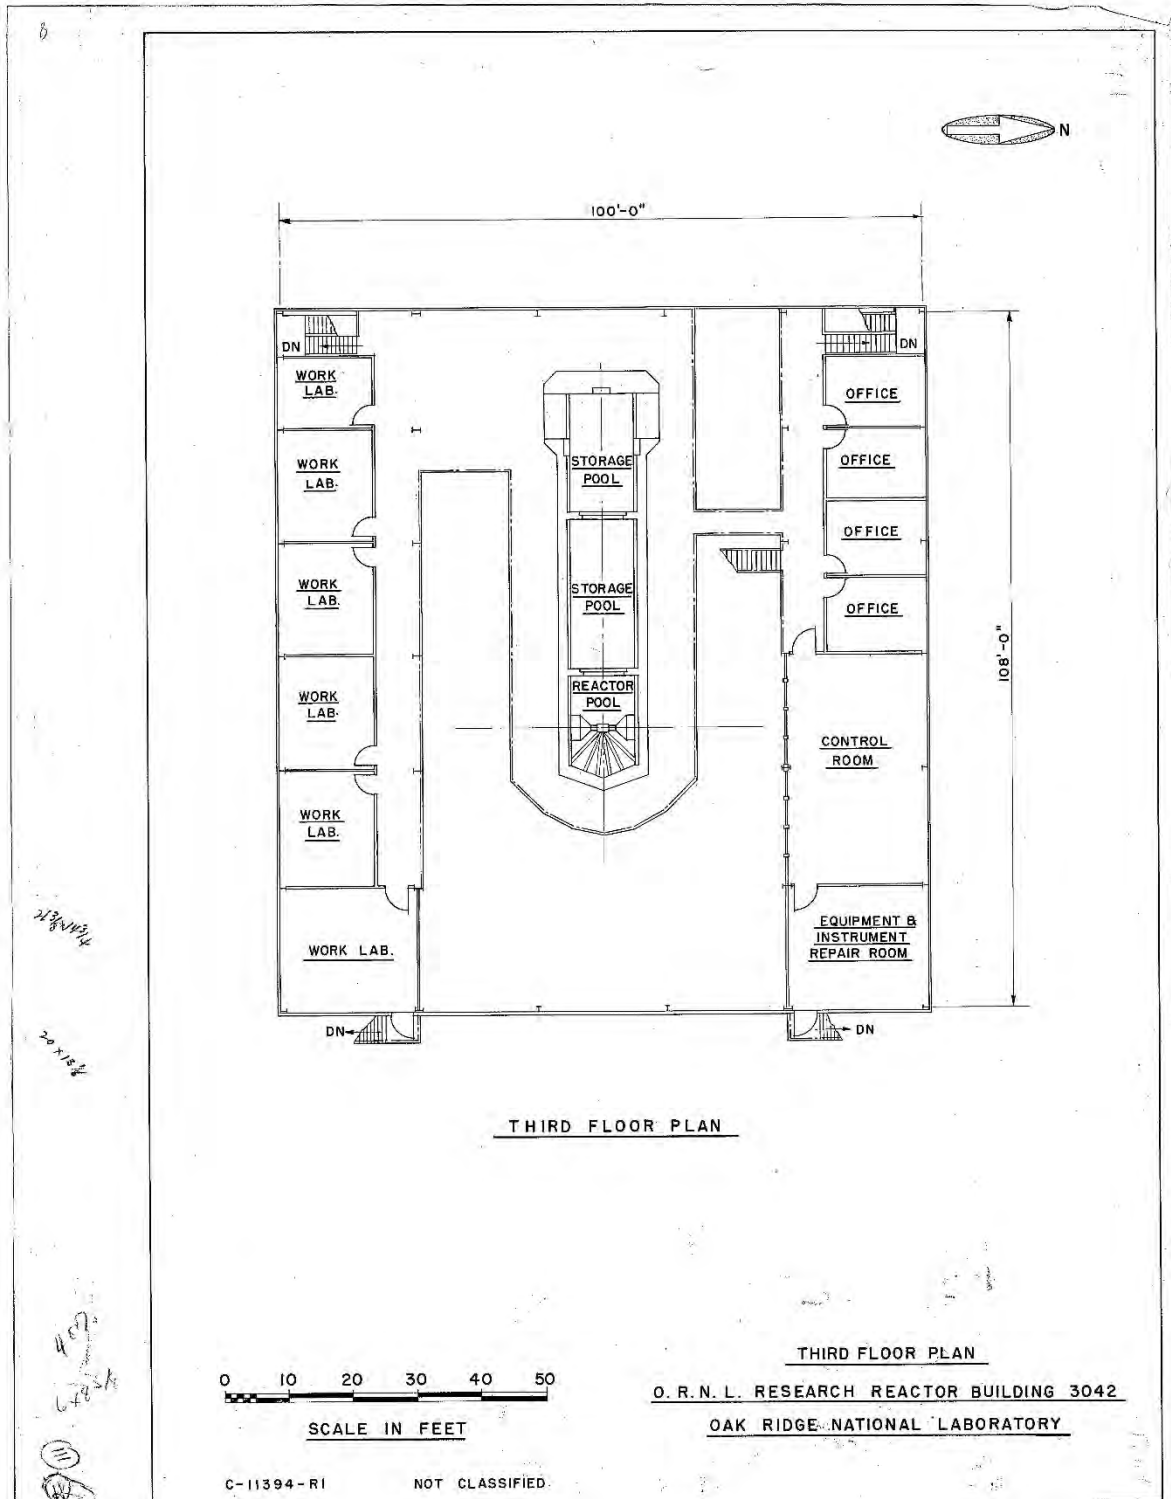 8
N
100'-0"
DN
DN
WORK
LAB.
OFFICE
WORK
LAB.
STORAGE
POOL
OFFICE
OFFICE
WORK
LAB.
STORAGE
POOL
OFFICE
108'-0"
WORK
LAB.
REACTOR
POOL
CONTROL
ROOM
WORK
LAB.
WORK LAB.
EQUIPMENT &
INSTRUMENT
REPAIR ROOM
DN
DN
THIRD FLOOR PLAN
0 10 20 30 40 50
SCALE IN FEET
THIRD FLOOR PLAN
O. R. N. L. RESEARCH REACTOR BUILDING 3042
OAK RIDGE NATIONAL LABORATORY
C-11394-R1 NOT CLASSIFIED.